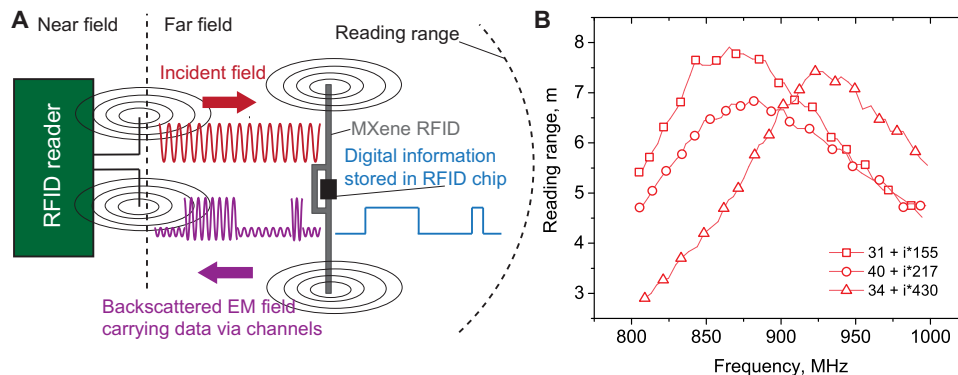 A
Near field
Far field
Reading range
Incident field
RFID reader
MXene RFID
Digital information
stored in RFID chip
Backscattered EM field
carrying data via channels
B
Reading range, m
8
7
6
5
4
3
31 + i*155
40 + i*217
34 + i*430
800 850 900 950 1000
Frequency, MHz